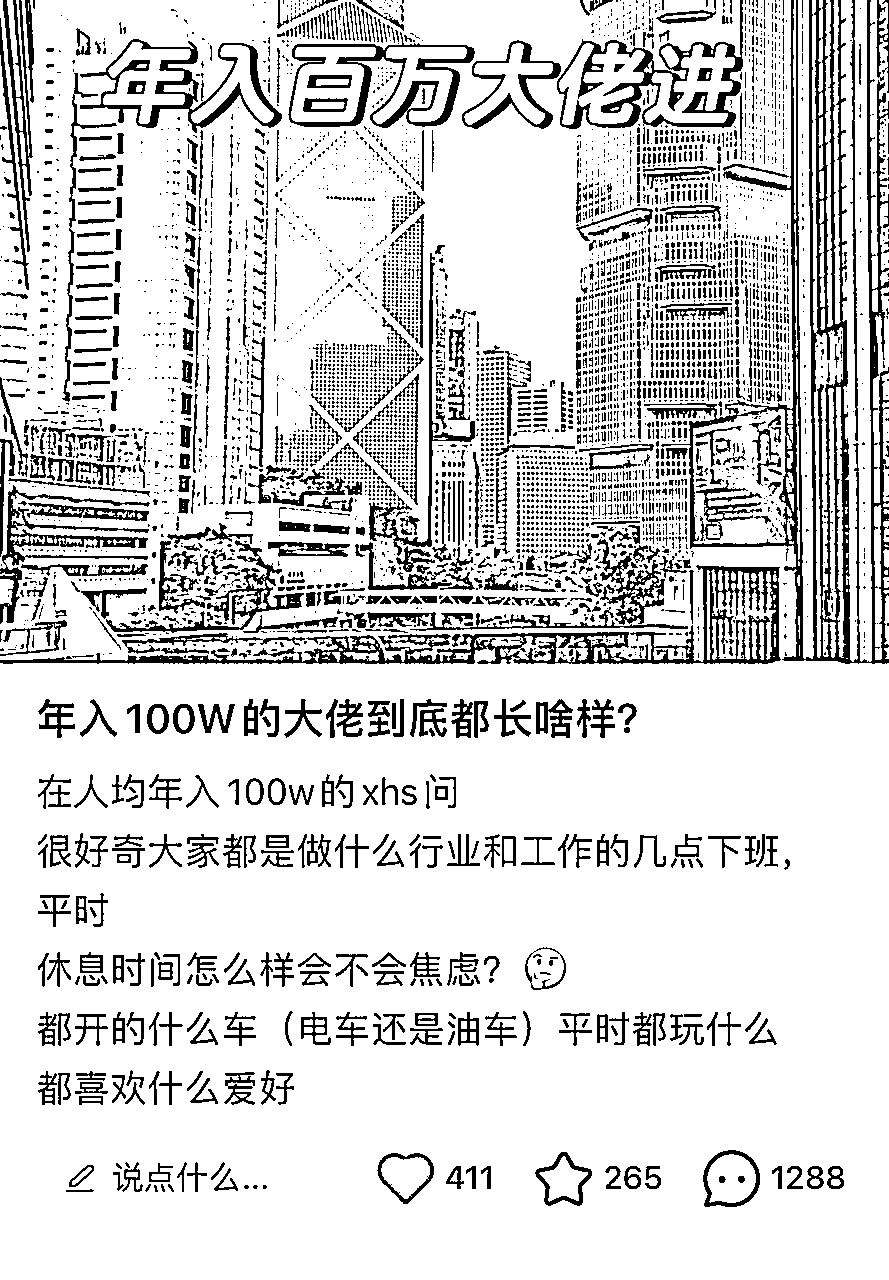 年入百万大佬进
年入100W的大佬到底都长啥样?
在人均年入100w的xhs问
很好奇大家都是做什么行业和工作的几点下班，
平时
休息时间怎么样会不会焦虑？🤔
都开的什么车（电车还是油车）平时都玩什么
都喜欢什么爱好
说点什么...
411
265
1288